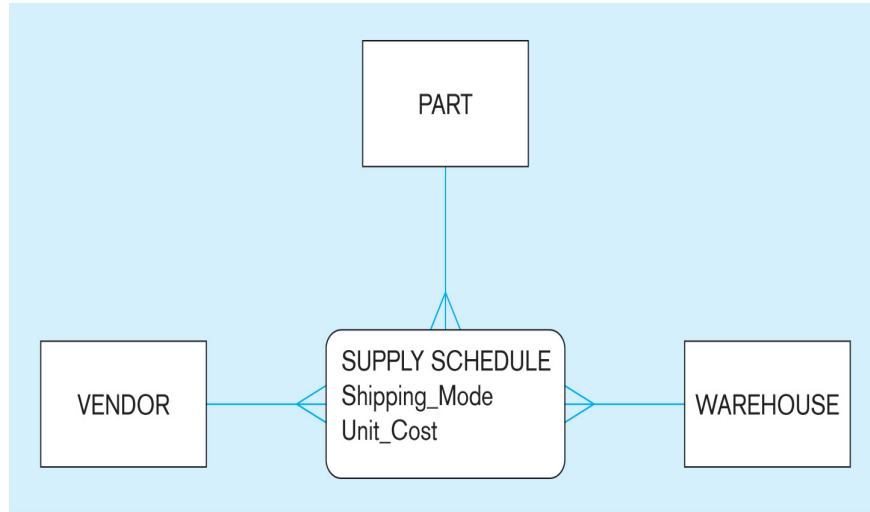 PART
VENDOR
SUPPLY SCHEDULE
Shipping_Mode
Unit_Cost
WAREHOUSE